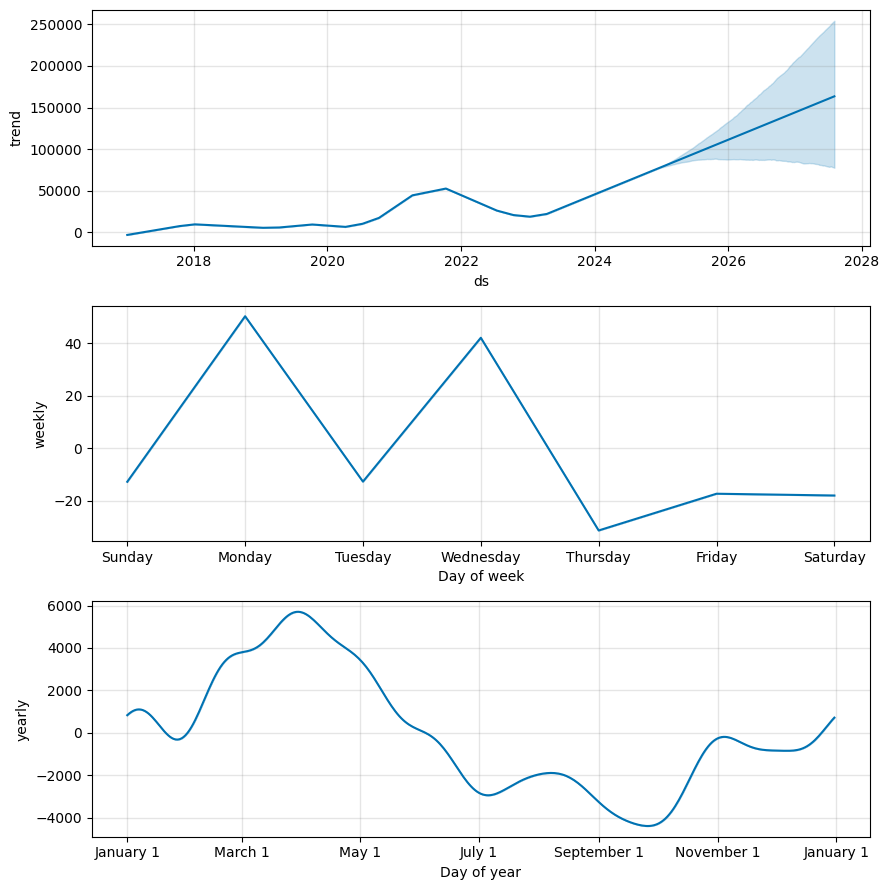 250000
200000
150000
100000
50000
0
trend
2018 2020 2022 2024 2026 2028
ds
40
20
0
−20
weekly
Sunday Monday Tuesday Wednesday Thursday Friday Saturday
Day of week
6000
4000
2000
0
−2000
−4000
yearly
January 1 March 1 May 1 July 1 September 1 November 1 January 1
Day of year